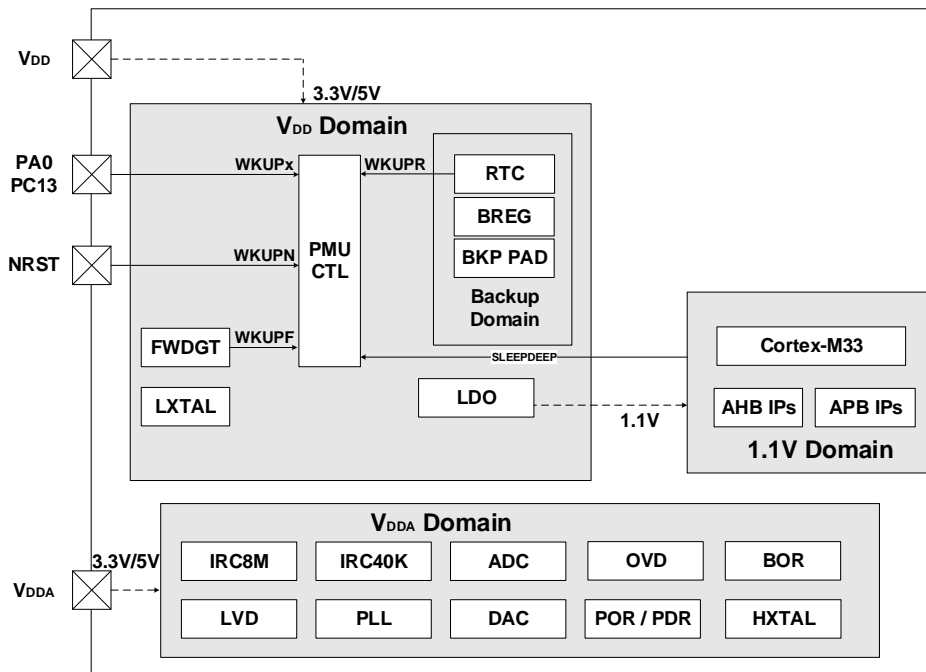 VDD
3.3V/5V
VDD Domain
PA0
PC13
WKUPx
WKUPR
RTC
BREG
BKP PAD
Backup
Domain
PMU
CTL
NRST
WKUPN
FWDGT
WKUPF
LXTAL
SLEEPDEEP
LDO
1.1V
Cortex-M33
AHB IPs
APB IPs
1.1V Domain
VDDA Domain
3.3V/5V
VDDA
IRC8M
IRC40K
ADC
OVD
BOR
LVD
PLL
DAC
POR / PDR
HXTAL